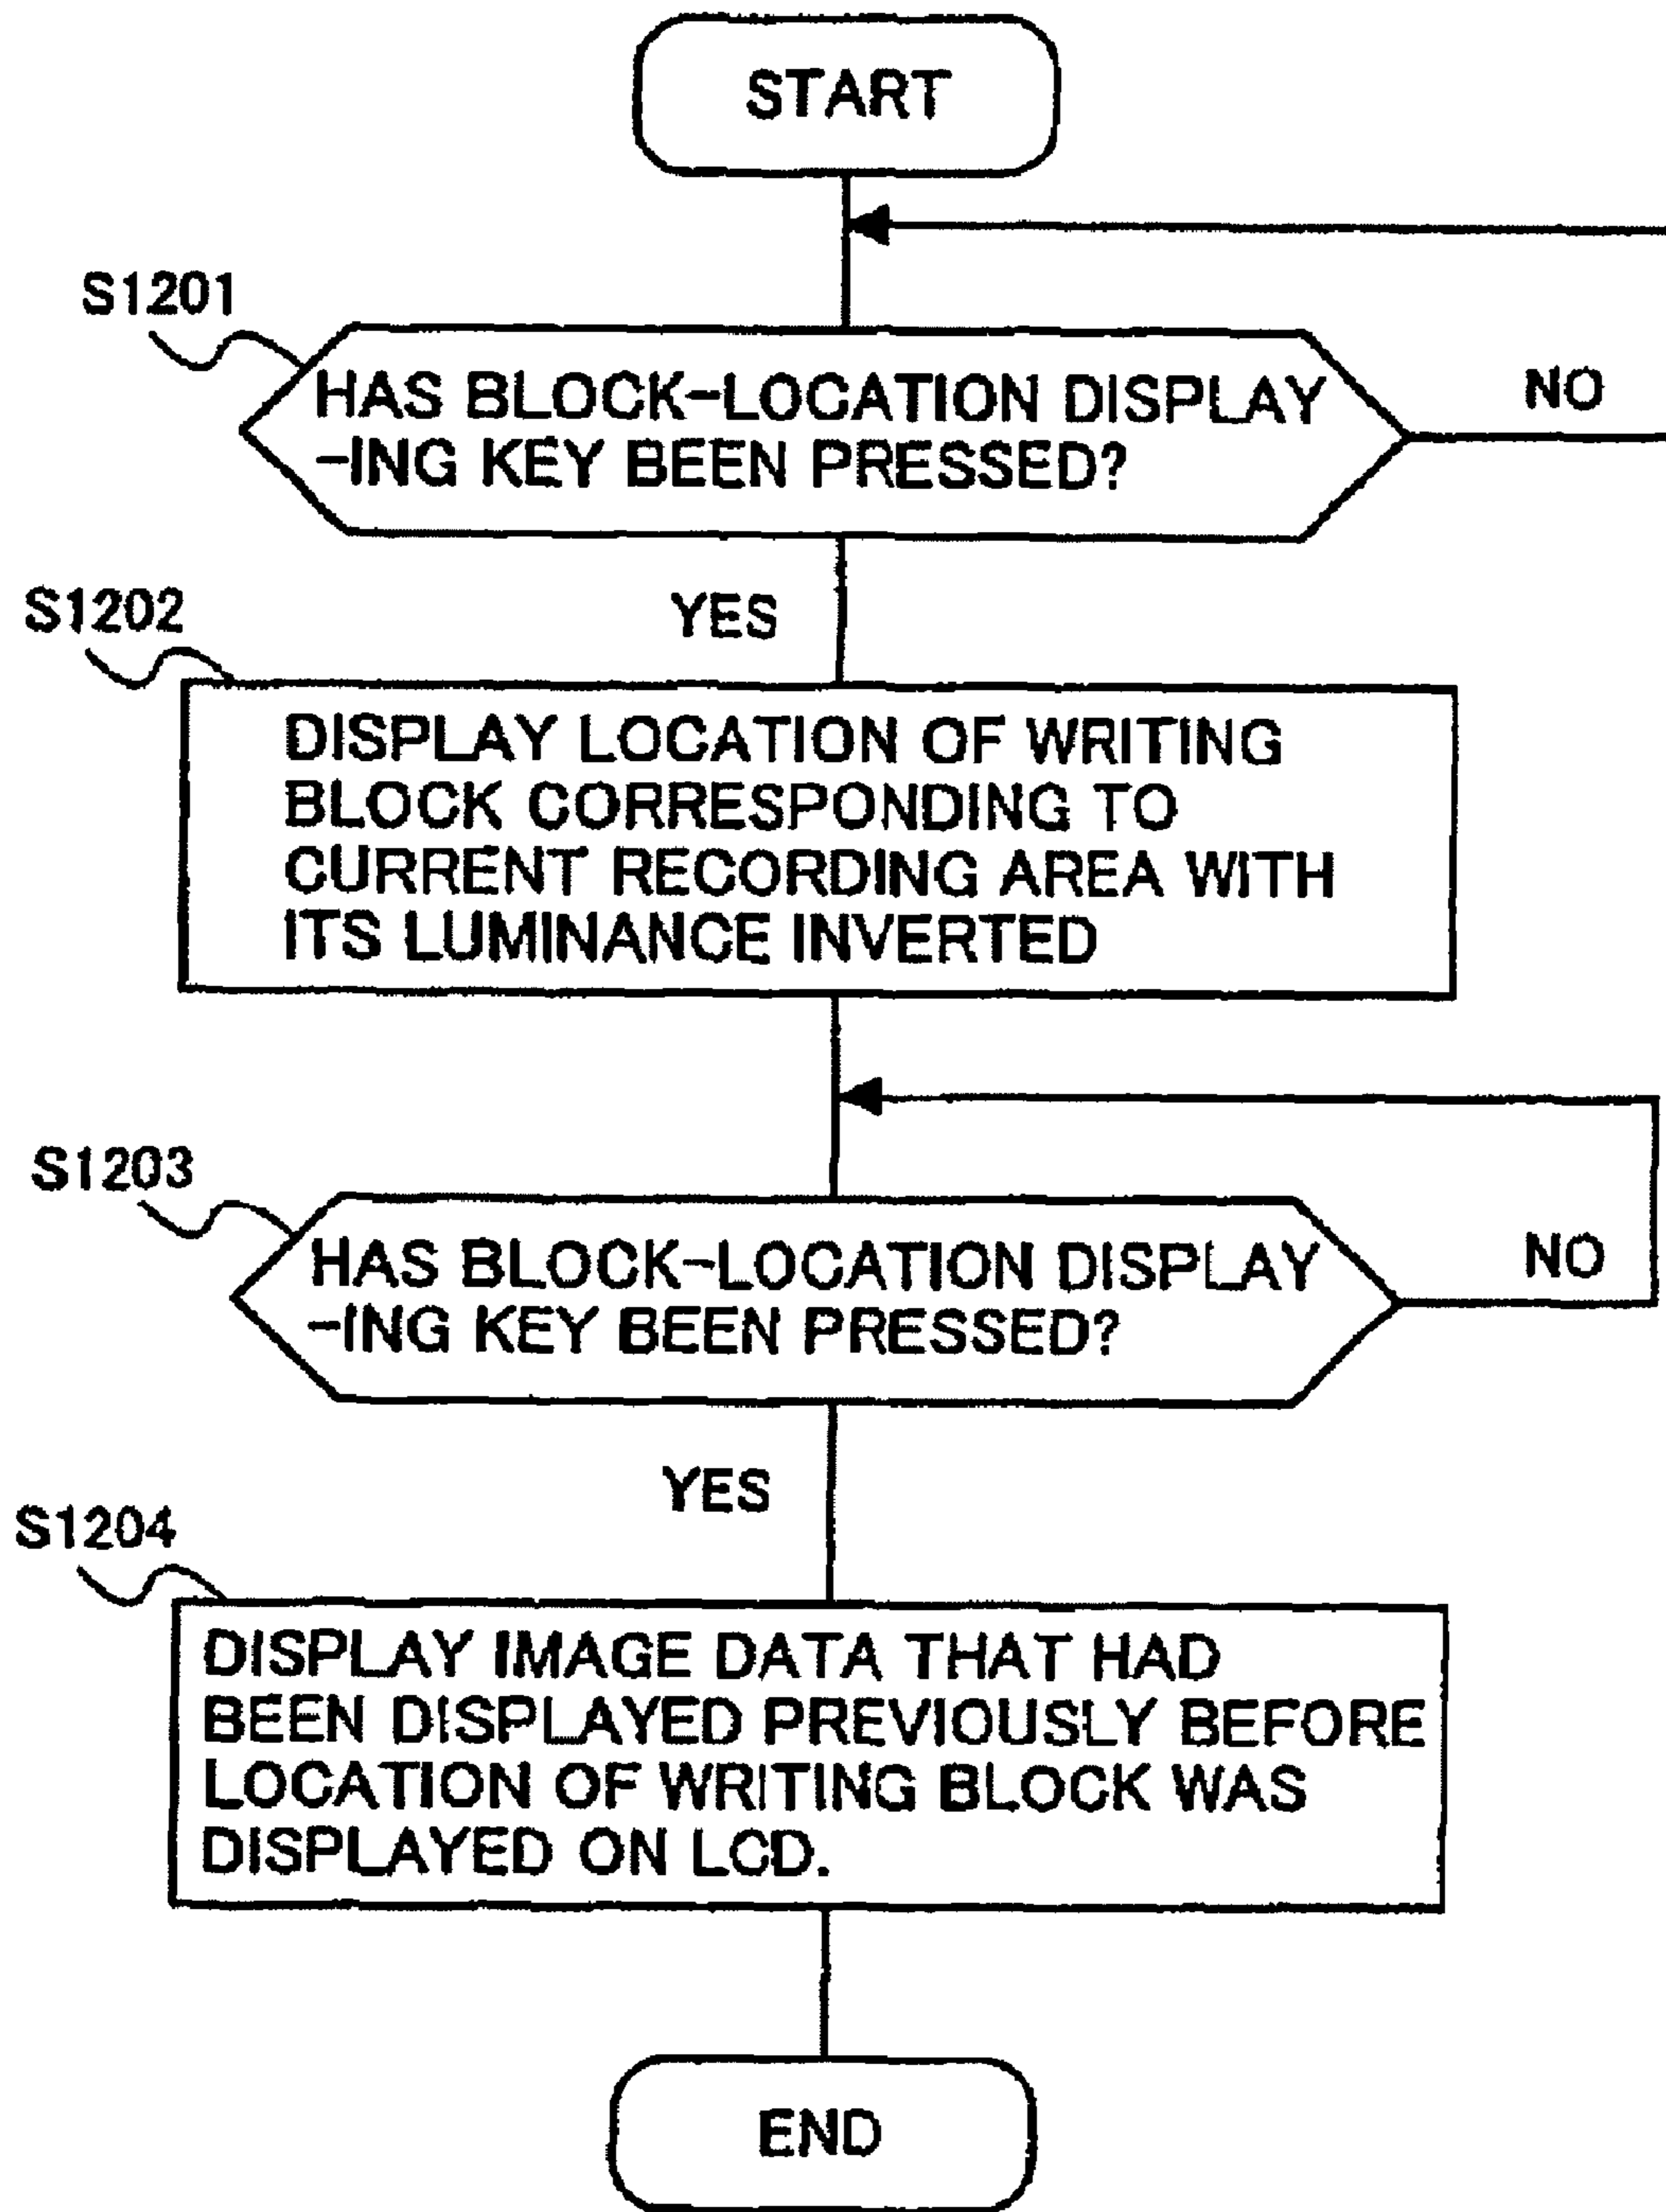 START
S1201
HAS BLOCK-LOCATION DISPLAY
-ING KEY BEEN PRESSED?
NO
YES
S1202
DISPLAY LOCATION OF WRITING
BLOCK CORRESPONDING TO
CURRENT RECORDING AREA WITH
ITS LUMINANCE INVERTED
S1203
HAS BLOCK-LOCATION DISPLAY
-ING KEY BEEN PRESSED?
NO
YES
S1204
DISPLAY IMAGE DATA THAT HAD
BEEN DISPLAYED PREVIOUSLY BEFORE
LOCATION OF WRITING BLOCK WAS
DISPLAYED ON LCD.
END